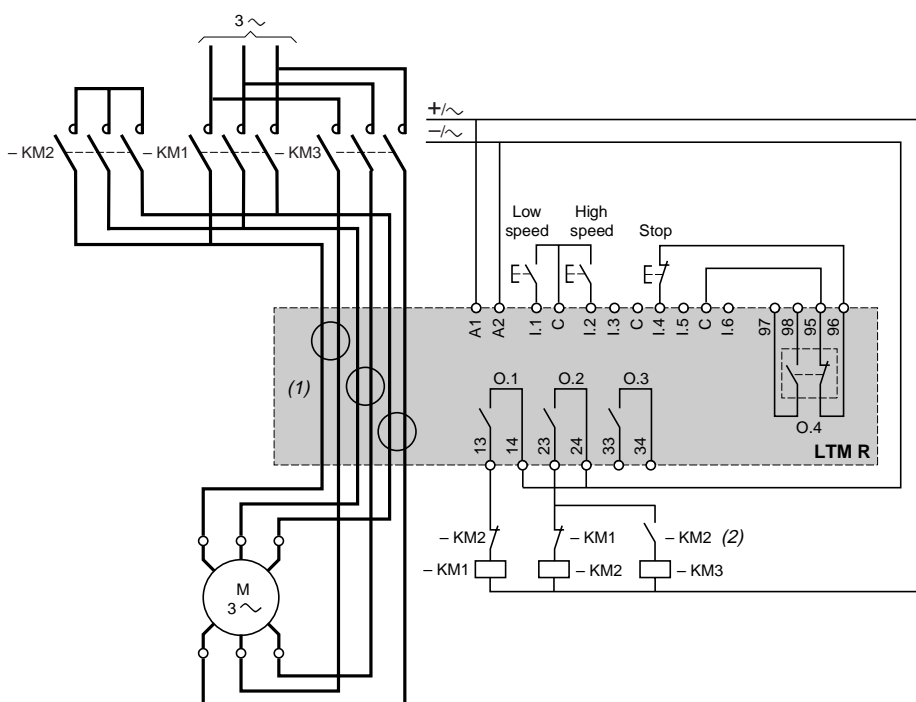 3 ∼
+/∼
−/∼
– KM2
– KM1
– KM3
Low
speed
High
speed
Stop
A1
A2
I.1
C
I.2
I.3
C
I.4
I.5
C
I.6
97
98
95
96
(1)
O.1
O.2
O.3
O.4
13
14
23
24
33
34
LTM R
– KM2
– KM1
– KM2 (2)
– KM1
– KM2
– KM3
M
3 ∼